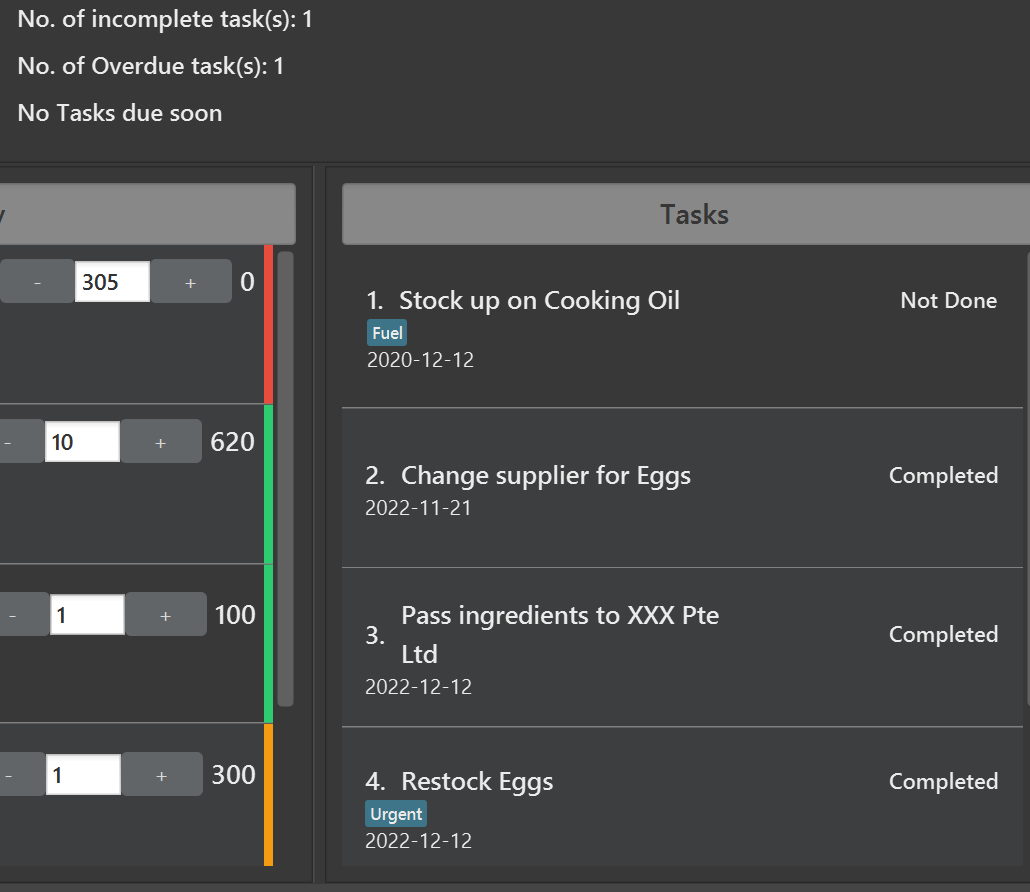 No. of incomplete task(s): 1
No. of Overdue task(s): 1
No Tasks due soon
y
- 305 + 0
- 10 + 620
- 1 + 100
- 1 + 300
Tasks
1. Stock up on Cooking Oil Not Done
Fuel
2020-12-12
2. Change supplier for Eggs Completed
2022-11-21
3. Pass ingredients to XXX Pte
Ltd
Completed
2022-12-12
4. Restock Eggs Completed
Urgent
2022-12-12